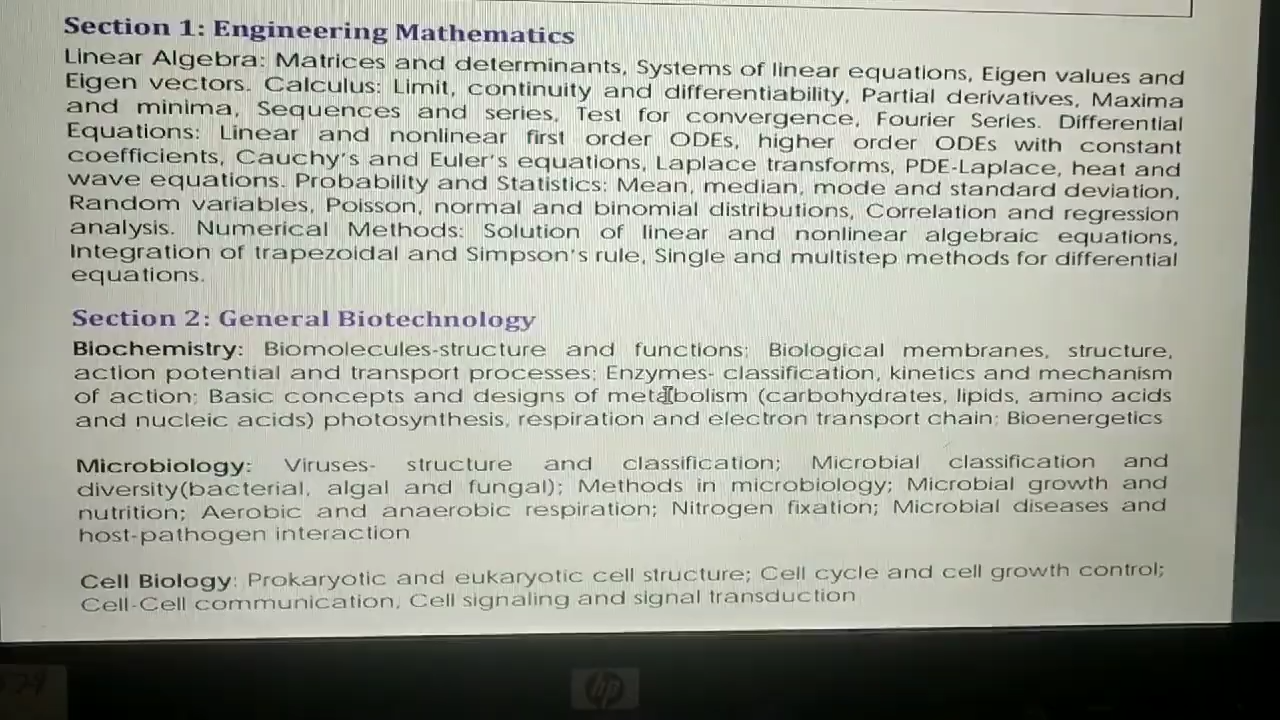 Section 1: Engineering Mathematics
Linear Algebra: Matrices and determinants, Systems of linear equations, Eigen values and
Eigen vectors. Calculus: Limit, continuity and differentiability, Partial derivatives, Maxima
and minima, Sequences and series, Test for convergence, Fourier Series. Differential
Equations: Linear and nonlinear first order ODEs, higher order ODEs with constant
coefficients, Cauchy's and Euler's equations, Laplace transforms, PDE-Laplace, heat and
wave equations. Probability and Statistics: Mean, median, mode and standard deviation,
Random variables, Poisson, normal and binomial distributions, Correlation and regression
analysis. Numerical Methods: Solution of linear and nonlinear algebraic equations,
Integration of trapezoidal and Simpson's rule, Single and multistep methods for differential
equations.
Section 2: General Biotechnology
Biochemistry: Biomolecules-structure and functions; Biological membranes, structure,
action potential and transport processes; Enzymes- classification, kinetics and mechanism
of action; Basic concepts and designs of metabolism (carbohydrates, lipids, amino acids
and nucleic acids) photosynthesis, respiration and electron transport chain; Bioenergetics
Microbiology: Viruses- structure and classification; Microbial classification and
diversity(bacterial, algal and fungal); Methods in microbiology; Microbial growth and
nutrition; Aerobic and anaerobic respiration; Nitrogen fixation; Microbial diseases and
host-pathogen interaction
Cell Biology: Prokaryotic and eukaryotic cell structure; Cell cycle and cell growth control;
Cell-Cell communication, Cell signaling and signal transduction
hp